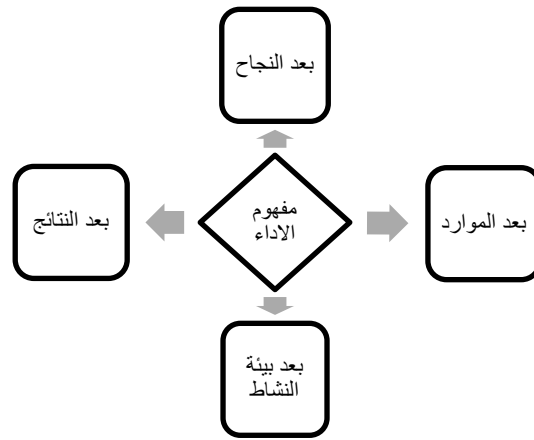 بعد النجاح
بعد الموارد
مفهوم
الاداء
بعد النتائج
بعد بيئة
النشاط